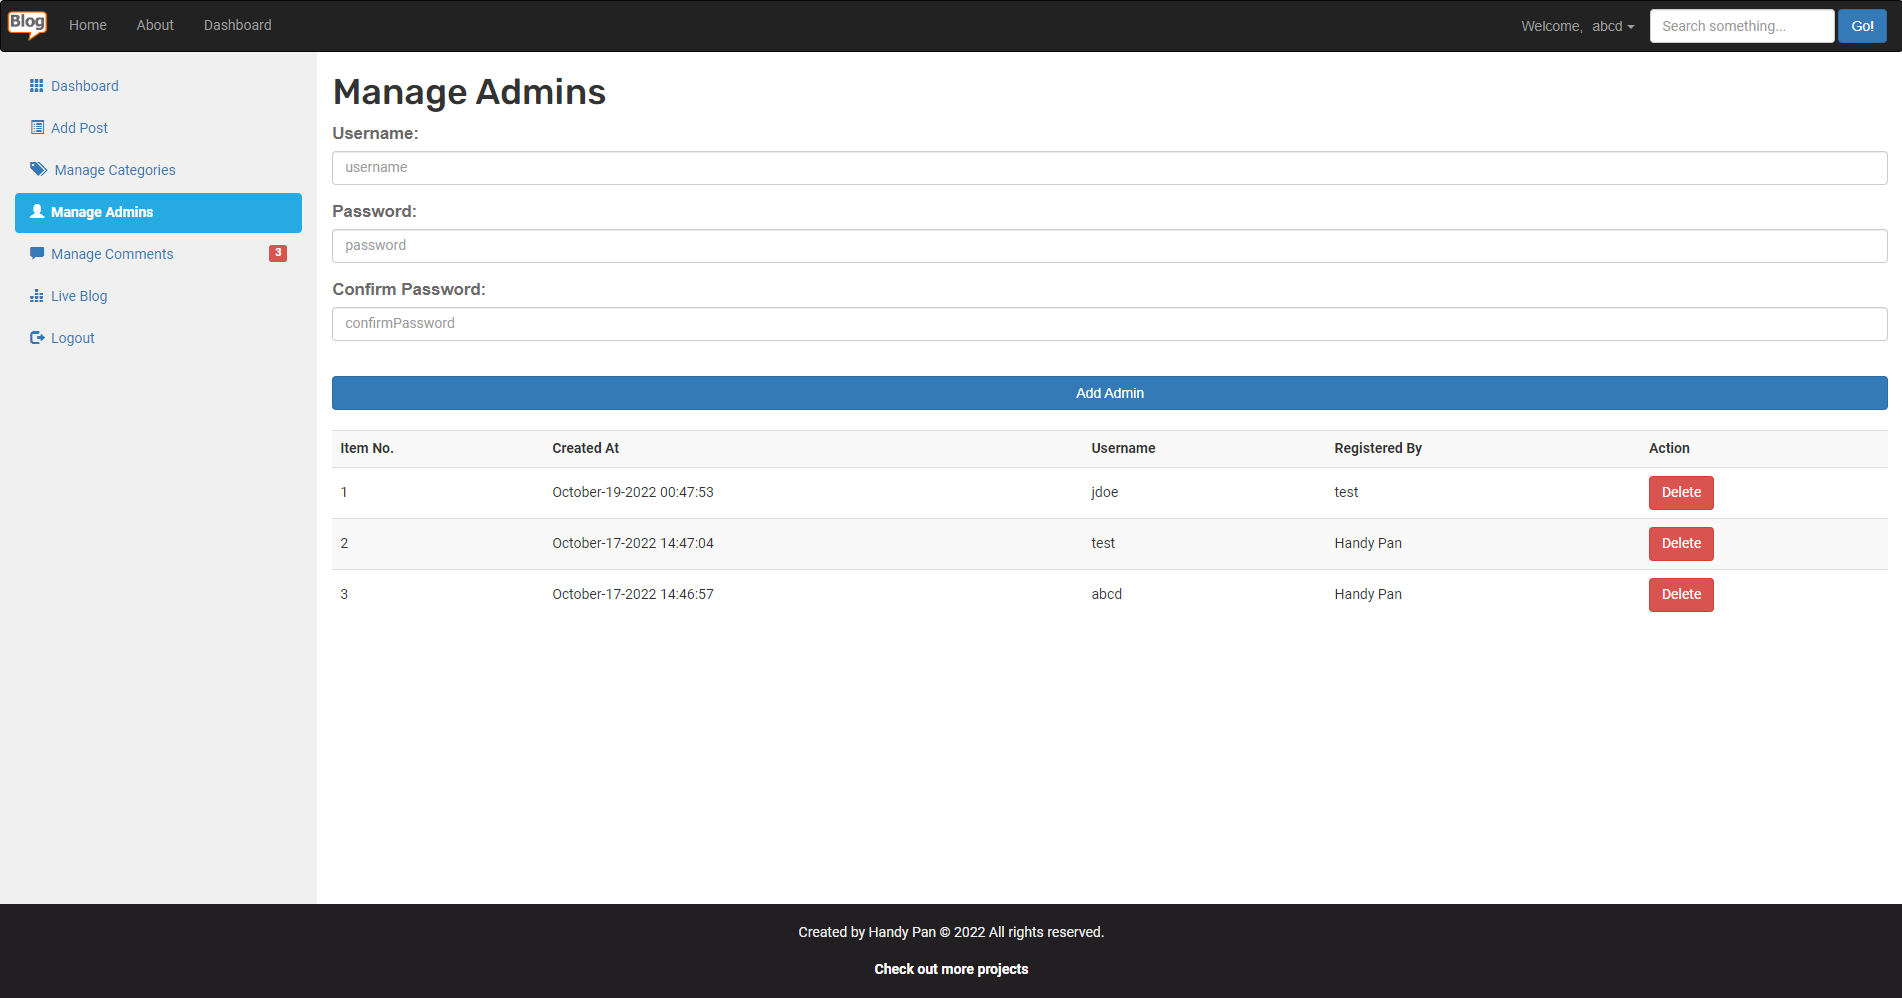 Blog Home About Dashboard Welcome, abcd Search something... Go!
Dashboard
Add Post
Manage Categories
Manage Admins
Manage Comments 3
Live Blog
Logout
Manage Admins
Username:
username
Password:
password
Confirm Password:
confirmPassword
Add Admin
Item No. Created At Username Registered By Action
1 October-19-2022 00:47:53 jdoe test Delete
2 October-17-2022 14:47:04 test Handy Pan Delete
3 October-17-2022 14:46:57 abcd Handy Pan Delete
Created by Handy Pan © 2022 All rights reserved.
Check out more projects